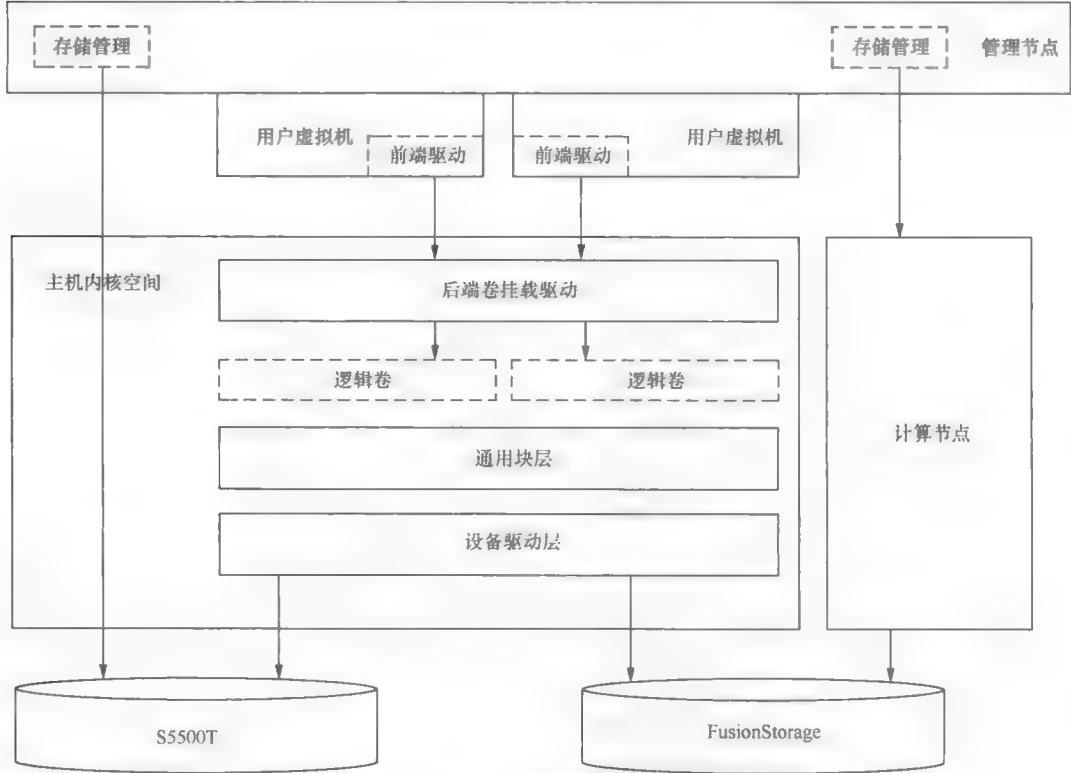 存储管理
存储管理
管理节点
用户虚拟机
前端驱动
前端驱动
用户虚拟机
主机内核空间
后端卷挂载驱动
逻辑卷
逻辑卷
通用块层
设备驱动层
计算节点
S5500T
FusionStorage